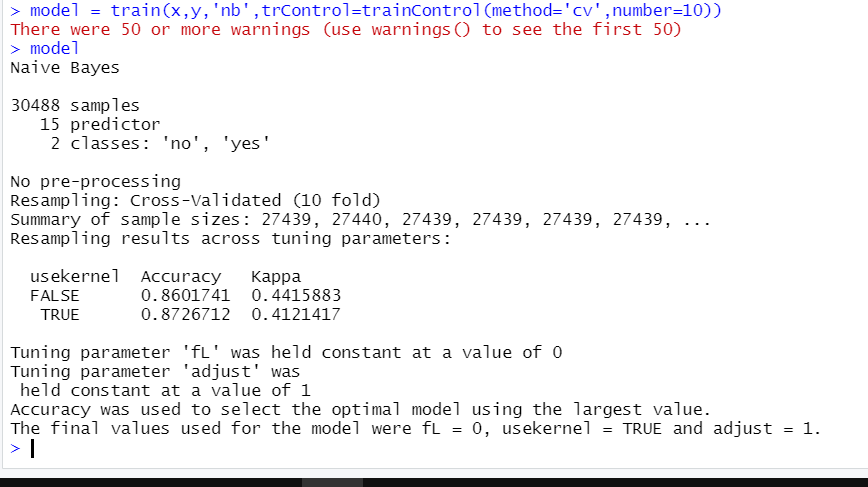 > model = train(x,y,'nb',trControl=trainControl(method='cv',number=10))
There were 50 or more warnings (use warnings() to see the first 50)
> model
Naive Bayes

30488 samples
   15 predictor
    2 classes: 'no', 'yes'

No pre-processing
Resampling: Cross-Validated (10 fold)
Summary of sample sizes: 27439, 27440, 27439, 27439, 27439, 27439, ...
Resampling results across tuning parameters:

  usekernel  Accuracy   Kappa
  FALSE      0.8601741  0.4415883
   TRUE      0.8726712  0.4121417

Tuning parameter 'fL' was held constant at a value of 0
Tuning parameter 'adjust' was
 held constant at a value of 1
Accuracy was used to select the optimal model using the largest value.
The final values used for the model were fL = 0, usekernel = TRUE and adjust = 1.
>